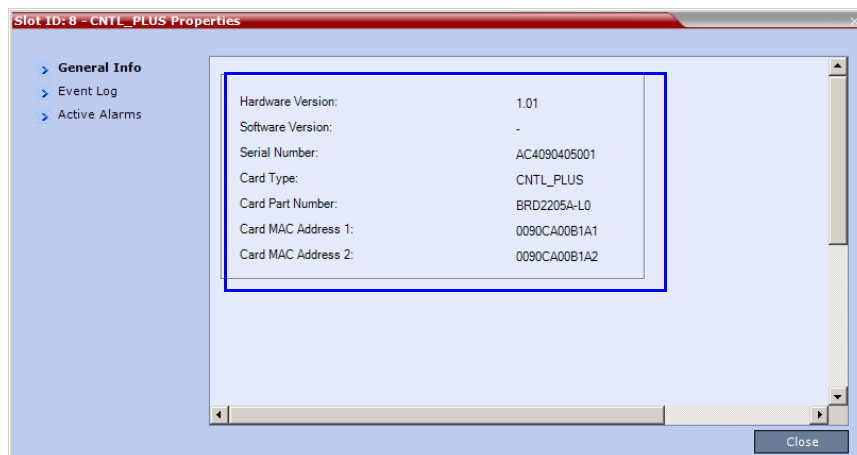 Slot ID: 8 - CNTL_PLUS Properties
General Info
Event Log
Active Alarms
Hardware Version: 1.01
Software Version: -
Serial Number: AC4090405001
Card Type: CNTL_PLUS
Card Part Number: BRD2205A-L0
Card MAC Address 1: 0090CA00B1A1
Card MAC Address 2: 0090CA00B1A2
Close